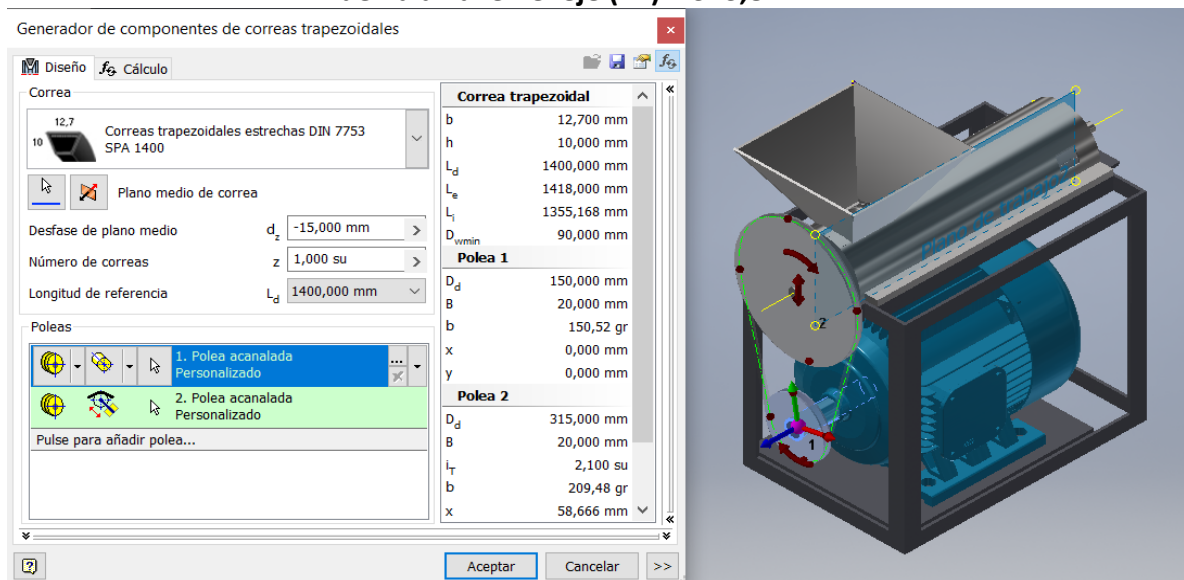 Generador de componentes de correas trapezoidales
Diseño
Cálculo
Correa
12,7
10
Correas trapezoidales estrechas DIN 7753
SPA 1400
Plano medio de correa
Desfase de plano medio dz -15,000 mm
Número de correas z 1,000 su
Longitud de referencia Ld 1400,000 mm
Poleas
1. Polea acanalada
Personalizado
2. Polea acanalada
Personalizado
Pulse para añadir polea...
Aceptar
Cancelar
>>
Correa trapezoidal
b 12,700 mm
h 10,000 mm
Ld 1400,000 mm
Le 1418,000 mm
Li 1355,168 mm
Dwmin 90,000 mm
Polea 1
Dd 150,000 mm
B 20,000 mm
b 150,52 gr
x 0,000 mm
y 0,000 mm
Polea 2
Dd 315,000 mm
B 20,000 mm
iT 2,100 su
b 209,48 gr
x 58,666 mm
Plano de trabajo
2
1